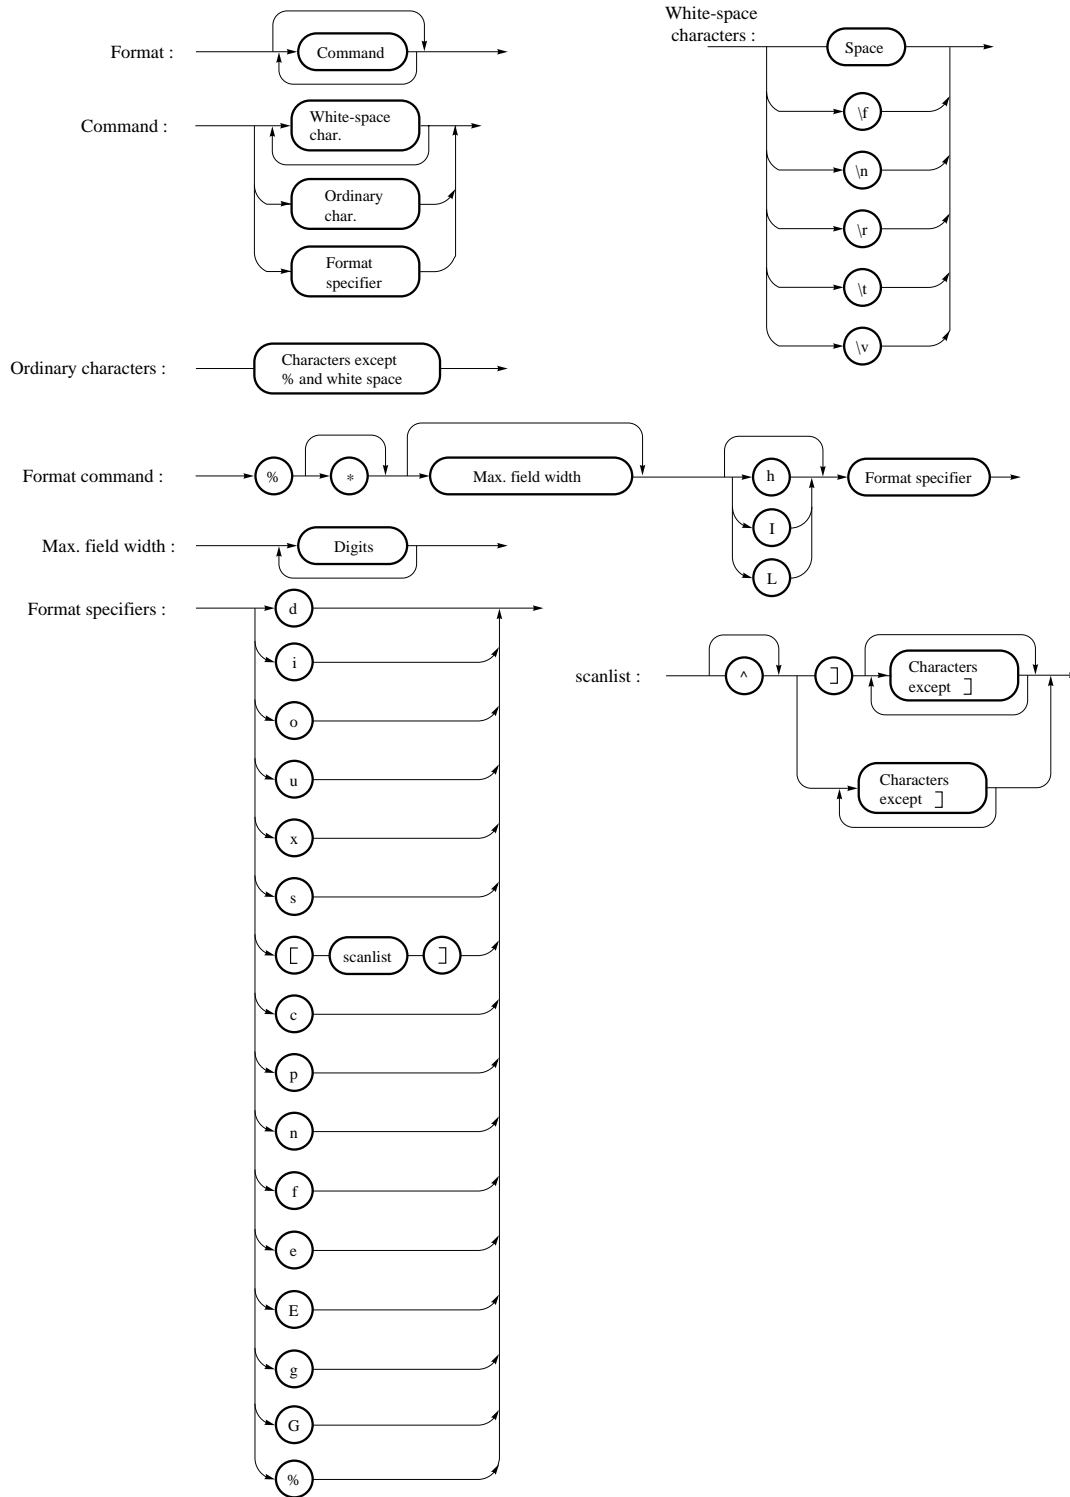 Format :
Command
White-space
characters :
Space
\f
\n
\r
\t
\v
Command :
White-space
char.
Ordinary
char.
Format
specifier
Ordinary characters :
Characters except
% and white space
Format command :
%
*
Max. field width
h
I
L
Format specifier
Max. field width :
Digits
Format specifiers :
d
i
o
u
x
s
[
scanlist
]
c
p
n
f
e
E
g
G
%
scanlist :
^
]
Characters
except ]
Characters
except ]